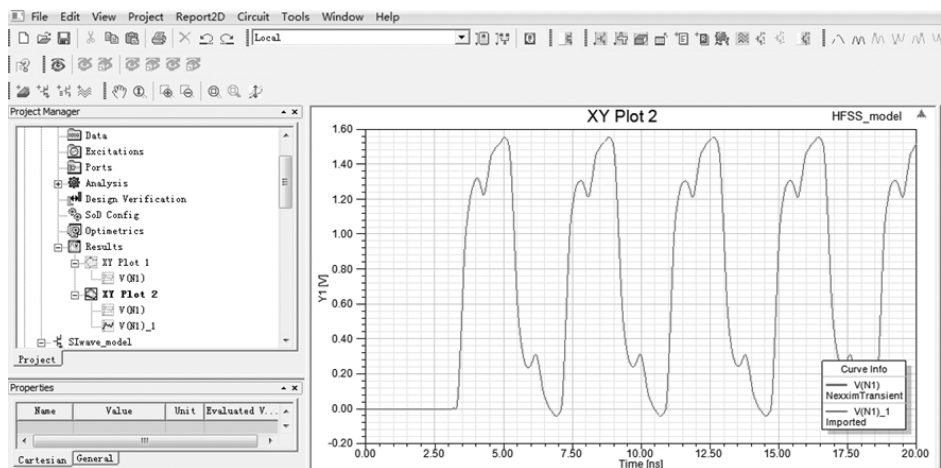 File Edit View Project Report2D Circuit Tools Window Help
Local
Project Manager
Data
Excitations
Ports
Analysis
Design Verification
SoD Config
Optimetrics
Results
XY Plot 1
V(N1)
XY Plot 2
V(N1)
V(N1)_1
SIwave_model
Project
Properties
Name Value Unit Evaluated V...
Cartesian General
XY Plot 2
HFSS_model
1.60
1.40
1.20
1.00
0.80
0.60
0.40
0.20
0.00
-0.20
Y1 [V]
0.00 2.50 5.00 7.50 10.00 12.50 15.00 17.50 20.00
Time [ns]
Curve Info
V(N1)
NexximTransient
V(N1)_1
Imported